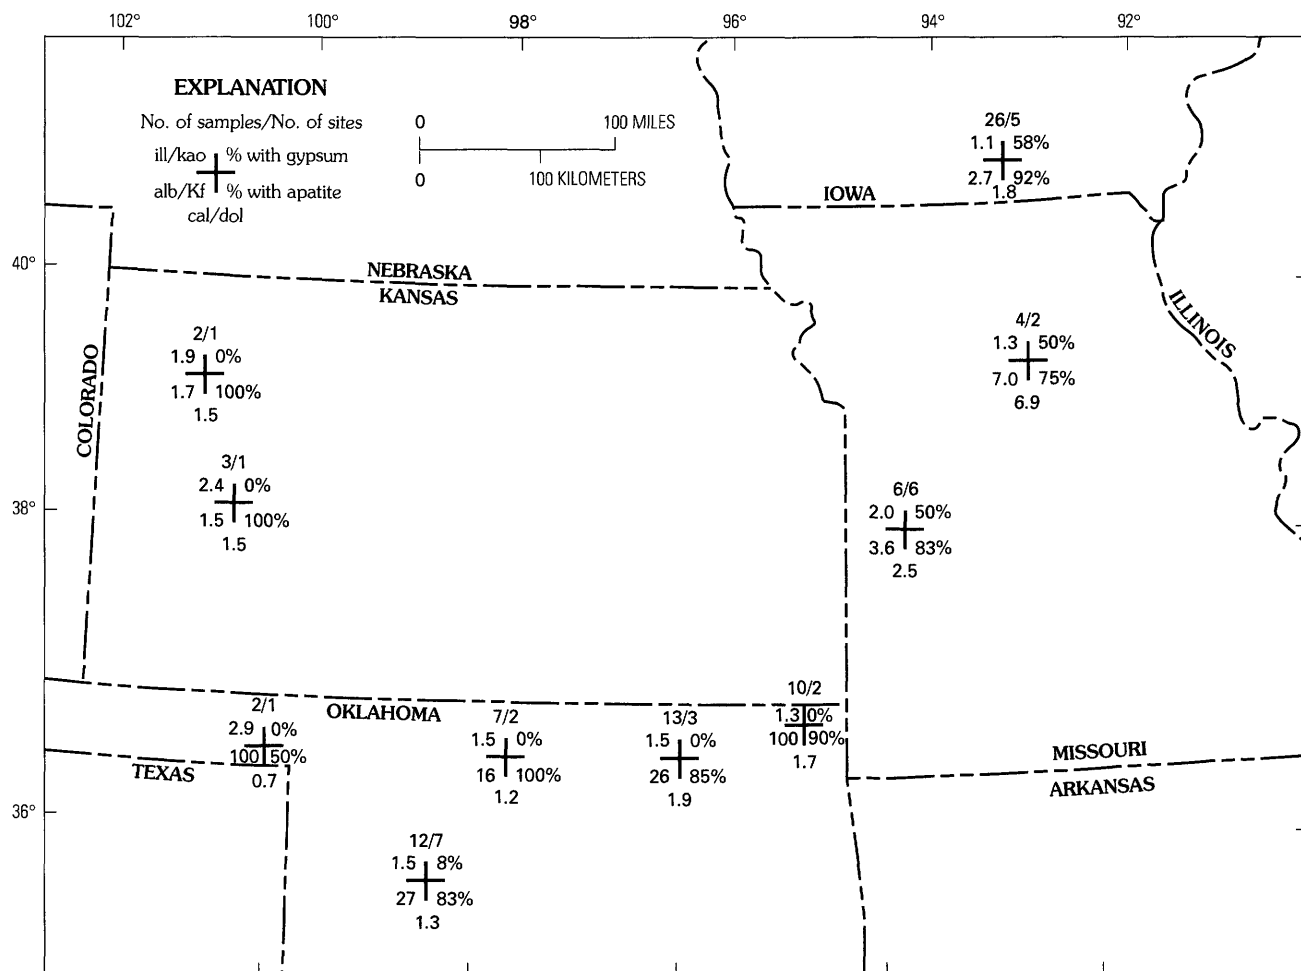 102° 100° 98° 96° 94° 92°
EXPLANATION
No. of samples/No. of sites
ill/kao % with gypsum
alb/Kf % with apatite
cal/dol
0 100 MILES
0 100 KILOMETERS
26/5
1.1 58%
2.7 92%
1.8
IOWA
40°
NEBRASKA
KANSAS
ILLINOIS
COLORADO
2/1
1.9 0%
1.7 100%
1.5
4/2
1.3 50%
7.0 75%
6.9
3/1
2.4 0%
1.5 100%
1.5
38°
6/6
2.0 50%
3.6 83%
2.5
2/1
2.9 0%
100 50%
0.7
OKLAHOMA
7/2
1.5 0%
16 100%
1.2
13/3
1.5 0%
26 85%
1.9
10/2
1.3 0%
100 90%
1.7
TEXAS
MISSOURI
ARKANSAS
36°
12/7
1.5 8%
27 83%
1.3